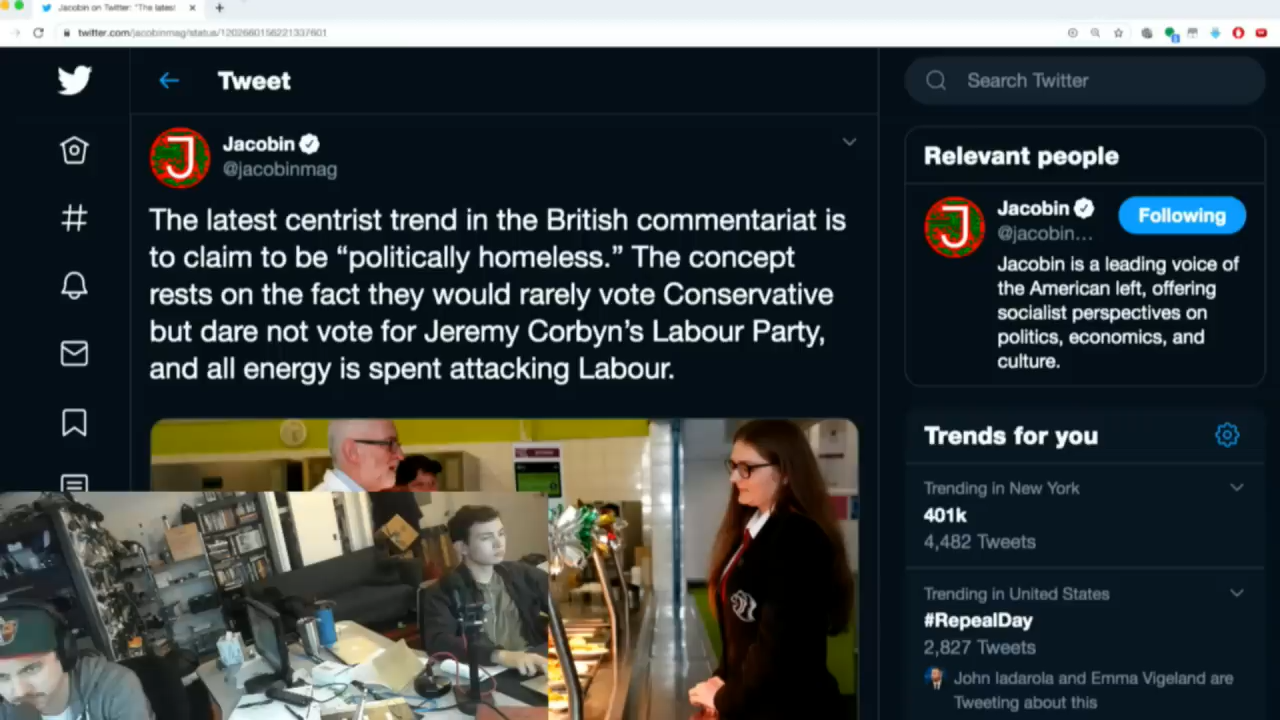 Jacobin on Twitter: "The latest
twitter.com/jacobinmag/status/1202660156221337601
Tweet
Search Twitter
Jacobin
@jacobinmag
The latest centrist trend in the British commentariat is
to claim to be “politically homeless.” The concept
rests on the fact they would rarely vote Conservative
but dare not vote for Jeremy Corbyn’s Labour Party,
and all energy is spent attacking Labour.
Relevant people
Jacobin
Following
@jacobin...
Jacobin is a leading voice of
the American left, offering
socialist perspectives on
politics, economics, and
culture.
Trends for you
Trending in New York
401k
4,482 Tweets
Trending in United States
#RepealDay
2,827 Tweets
John Iadarola and Emma Vigeland are
Tweeting about this